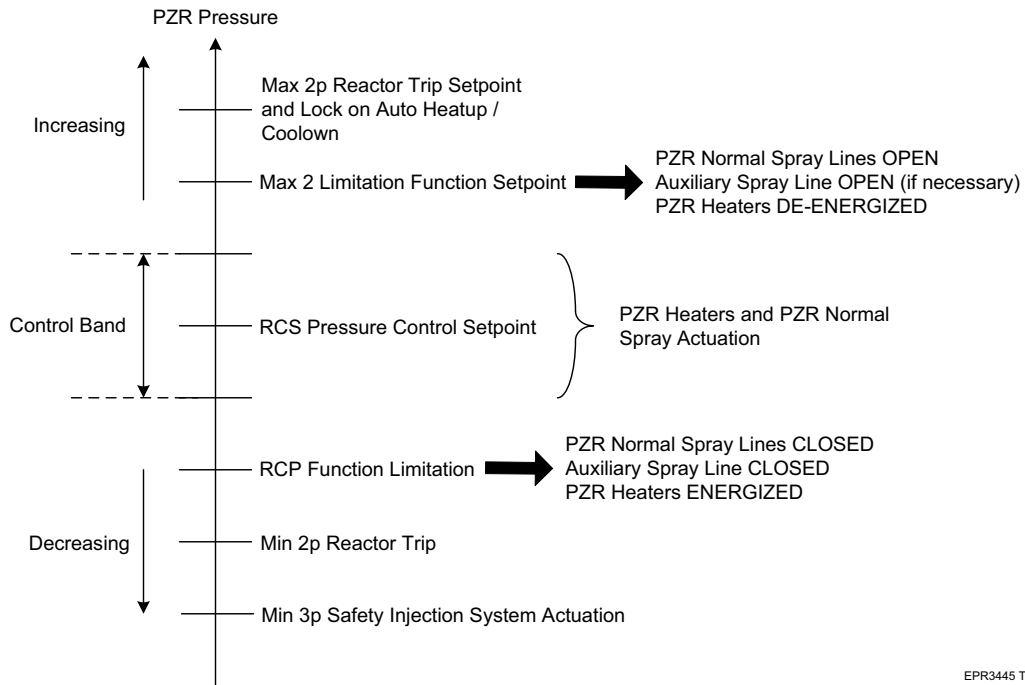 PZR Pressure
Max 2p Reactor Trip Setpoint
and Lock on Auto Heatup /
Coolown
Increasing
PZR Normal Spray Lines OPEN
Max 2 Limitation Function Setpoint
Auxiliary Spray Line OPEN (if necessary)
PZR Heaters DE-ENERGIZED
Control Band
RCS Pressure Control Setpoint
PZR Heaters and PZR Normal
Spray Actuation
PZR Normal Spray Lines CLOSED
RCP Function Limitation
Auxiliary Spray Line CLOSED
PZR Heaters ENERGIZED
Decreasing
Min 2p Reactor Trip
Min 3p Safety Injection System Actuation
EPR3445 T